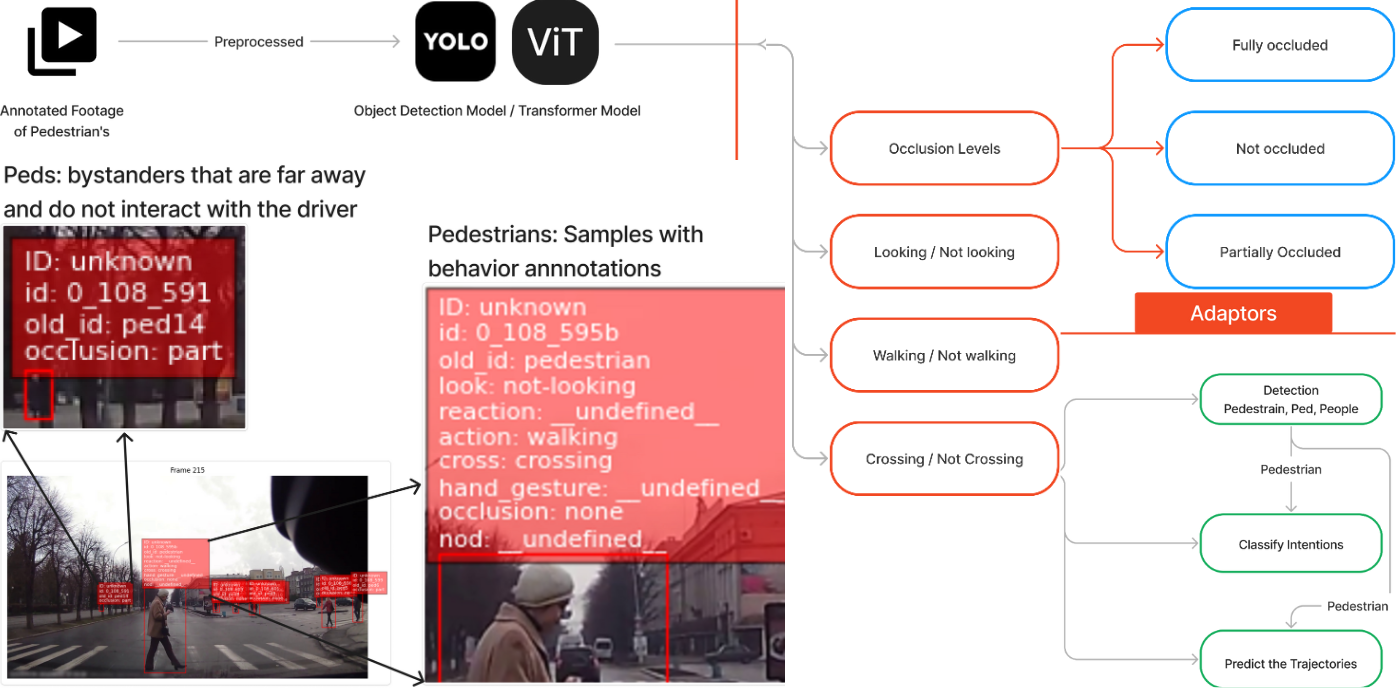 Preprocessed
YOLO
ViT
Annotated Footage
of Pedestrian's
Object Detection Model / Transformer Model
Peds: bystanders that are far away
and do not interact with the driver
ID: unknown
id: 0_108_591
old_id: ped14
occlusion: part
Pedestrians: Samples with
behavior annnotations
ID: unknown
id: 0_108_595b
old_id: pedestrian
look: not-looking
reaction: __undefined__
action: walking
cross: crossing
hand_gesture: __undefined__
occlusion: none
nod: __undefined__
Frame 215
Occlusion Levels
Looking / Not looking
Walking / Not walking
Crossing / Not Crossing
Fully occluded
Not occluded
Partially Occluded
Adaptors
Detection
Pedestrain, Ped, People
Pedestrian
Classify Intentions
Pedestrian
Predict the Trajectories